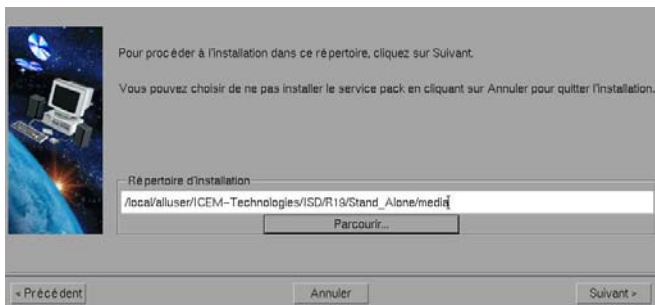 Pour procéder à l'installation dans ce répertoire, cliquez sur Suivant.
Vous pouvez choisir de ne pas installer le service pack en cliquant sur Annuler pour quitter l'installation.
Répertoire d'installation
/local/alluser/ICEM-Technologies/ISD/R19/Stand_Alone/media
Parcourir...
< Précédent
Annuler
Suivant >